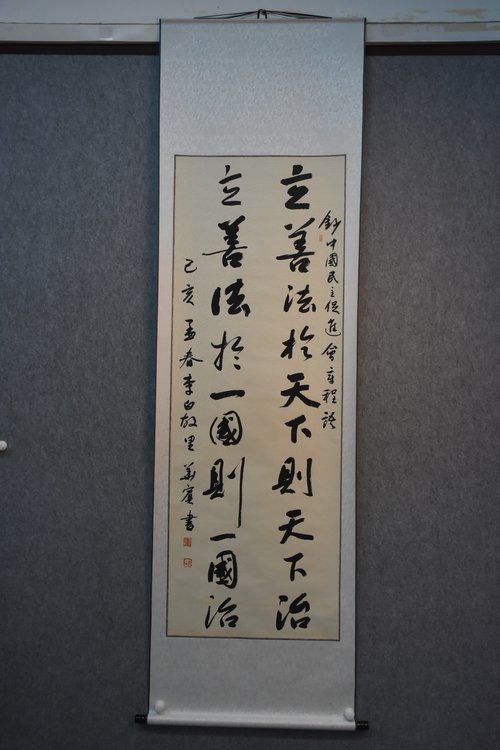 鈔中國民主促進會章程語
立善法於天下則天下治
立善法於一國則一國治
己亥孟春李白故里 書